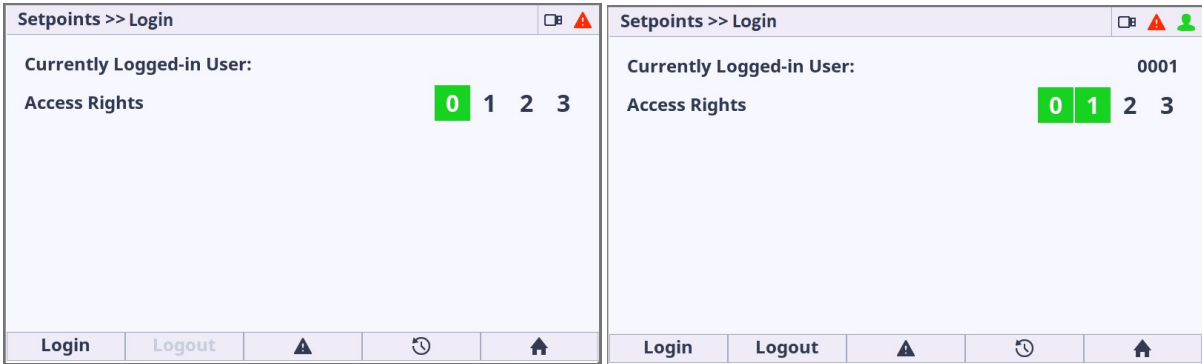 Setpoints >> Login
Currently Logged-in User:
Access Rights 0 1 2 3
Login Logout
Setpoints >> Login
Currently Logged-in User: 0001
Access Rights 0 1 2 3
Login Logout